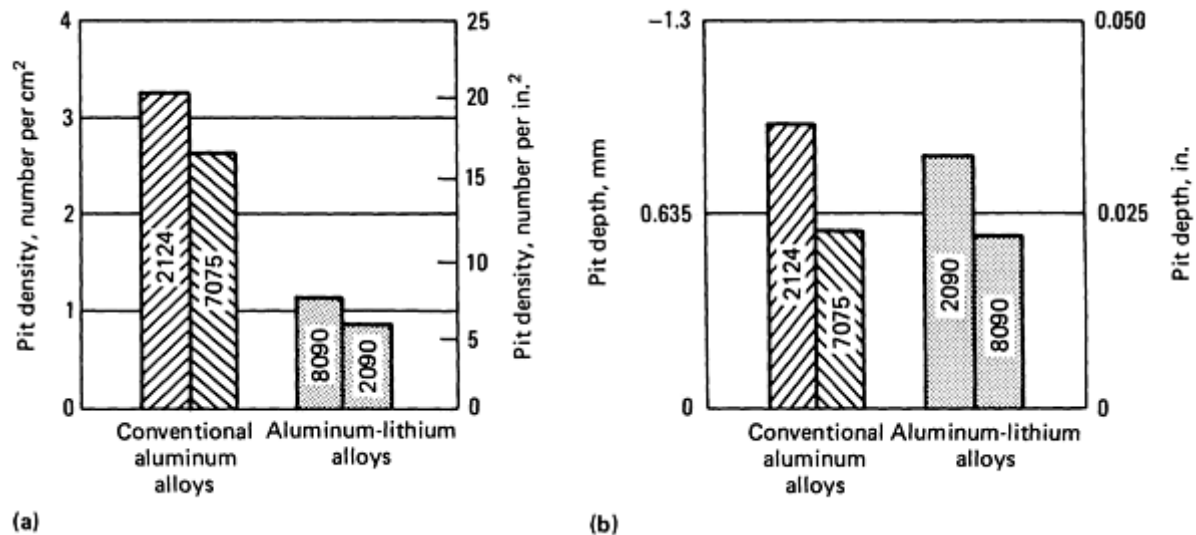 4
3
2
1
0
Pit density, number per cm²
2124
7075
8090
2090
25
20
15
10
5
0
Pit density, number per in.²
Conventional
aluminum
alloys
Aluminum-lithium
alloys
(a)
–1.3
0.635
0
Pit depth, mm
2124
7075
2090
8090
0.050
0.025
0
Pit depth, in.
Conventional
aluminum
alloys
Aluminum-lithium
alloys
(b)